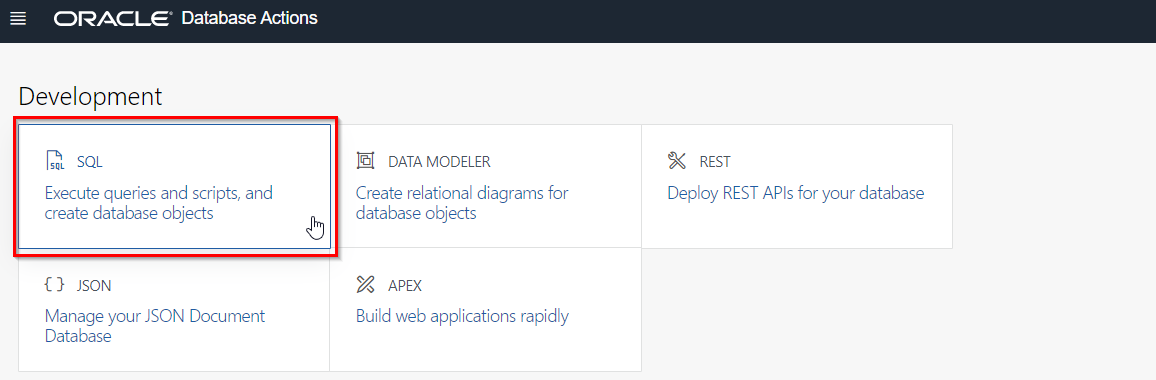 ORACLE Database Actions
Development
SQL
Execute queries and scripts, and
create database objects
DATA MODELER
Create relational diagrams for
database objects
REST
Deploy REST APIs for your database
JSON
Manage your JSON Document
Database
APEX
Build web applications rapidly